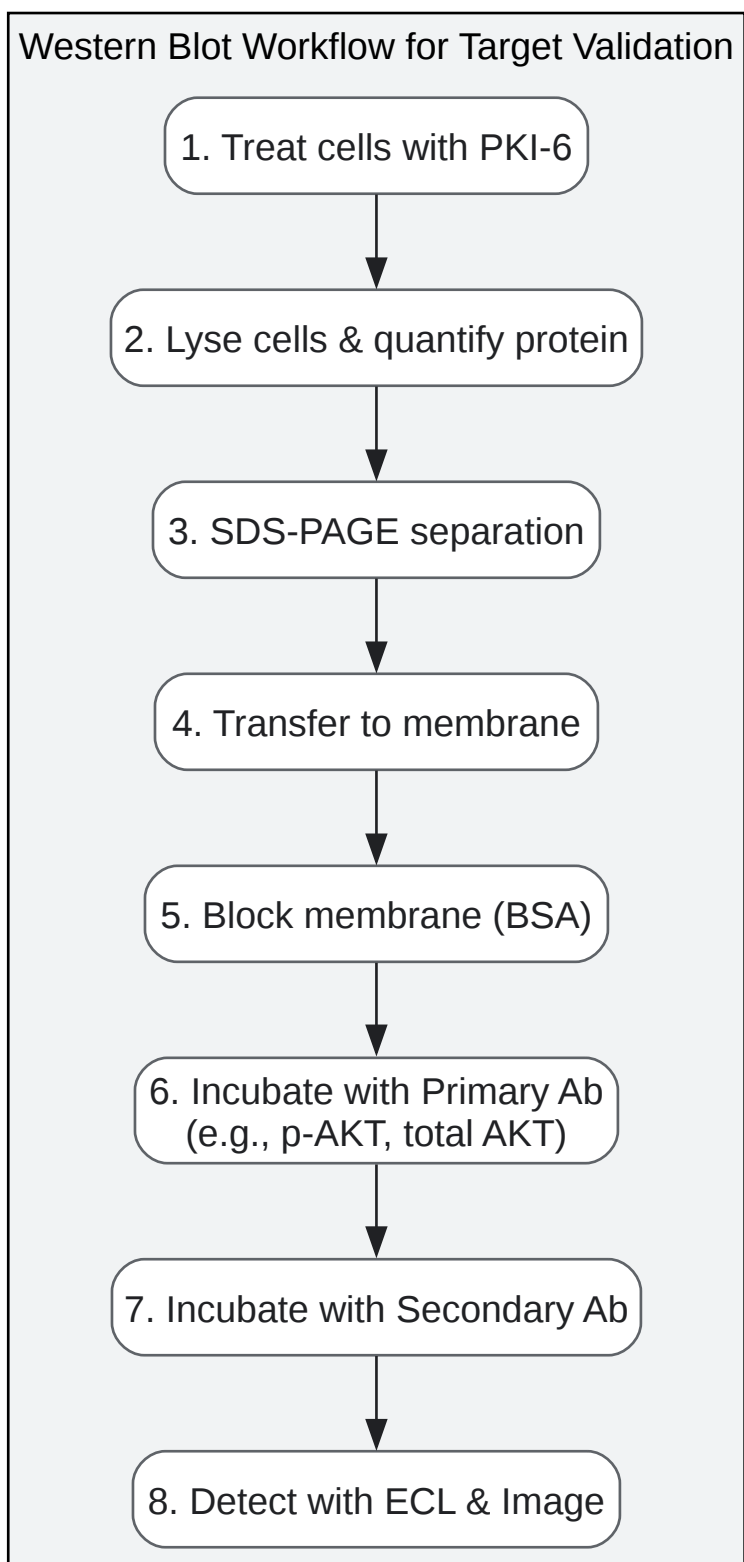 Western Blot Workflow for Target Validation
1. Treat cells with PKI-6
2. Lyse cells & quantify protein
3. SDS-PAGE separation
4. Transfer to membrane
5. Block membrane (BSA)
6. Incubate with Primary Ab
(e.g., p-AKT, total AKT)
7. Incubate with Secondary Ab
8. Detect with ECL & Image